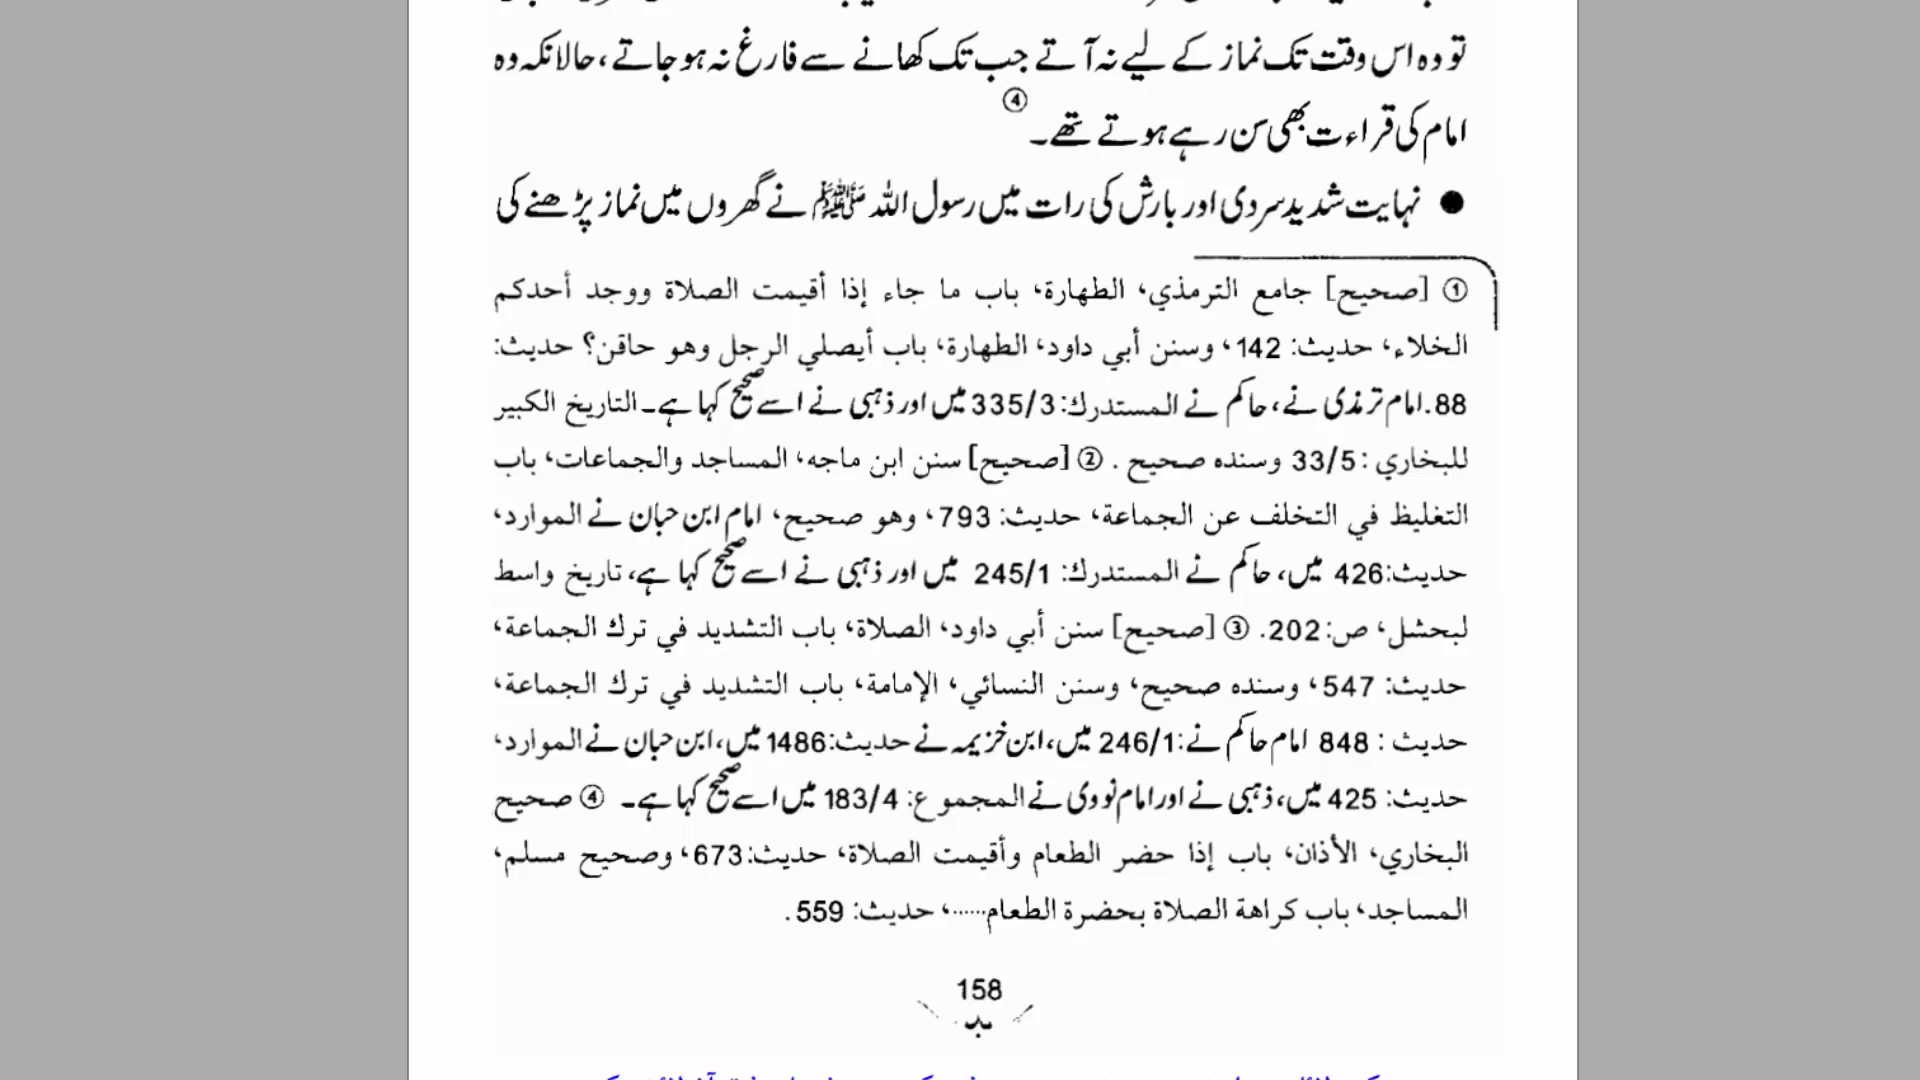 تو وہ اس وقت تک نماز کے لیے نہ آتے جب تک کھانے سے فارغ نہ ہو جاتے، حالانکہ وہ
امام کی قراءت بھی سن رہے ہوتے تھے۔ ④
● نہایت شدید سردی اور بارش کی رات میں رسول اللہ ﷺ نے گھروں میں نماز پڑھنے کی
① [صحيح] جامع الترمذي، الطهارة، باب ما جاء إذا أقيمت الصلاة ووجد أحدكم
الخلاء، حديث: 142، وسنن أبي داود، الطهارة، باب أيصلي الرجل وهو حاقن؟ حديث:
88. امام ترمذی نے، حاکم نے المستدرك: 335/3 میں اور ذہبی نے اسے صحیح کہا ہے۔ التاريخ الكبير
للبخاري: 33/5 وسنده صحيح. ② [صحيح] سنن ابن ماجه، المساجد والجماعات، باب
التغليظ في التخلف عن الجماعة، حديث: 793، وهو صحيح، امام ابن حبان نے الموارد،
حديث: 426 میں، حاکم نے المستدرك: 245/1 میں اور ذہبی نے اسے صحیح کہا ہے، تاريخ واسط
لبحشل، ص: 202. ③ [صحيح] سنن أبي داود، الصلاة، باب التشديد في ترك الجماعة،
حديث: 547، وسنده صحيح، وسنن النسائي، الإمامة، باب التشديد في ترك الجماعة،
حديث: 848 امام حاکم نے: 246/1 میں، ابن خزیمہ نے حديث: 1486 میں، ابن حبان نے الموارد،
حديث: 425 میں، ذہبی نے اور امام نووی نے المجموع: 183/4 میں اسے صحیح کہا ہے۔ ④ صحيح
البخاري، الأذان، باب إذا حضر الطعام وأقيمت الصلاة، حديث: 673، وصحيح مسلم،
المساجد، باب كراهة الصلاة بحضرة الطعام......، حديث: 559.
158